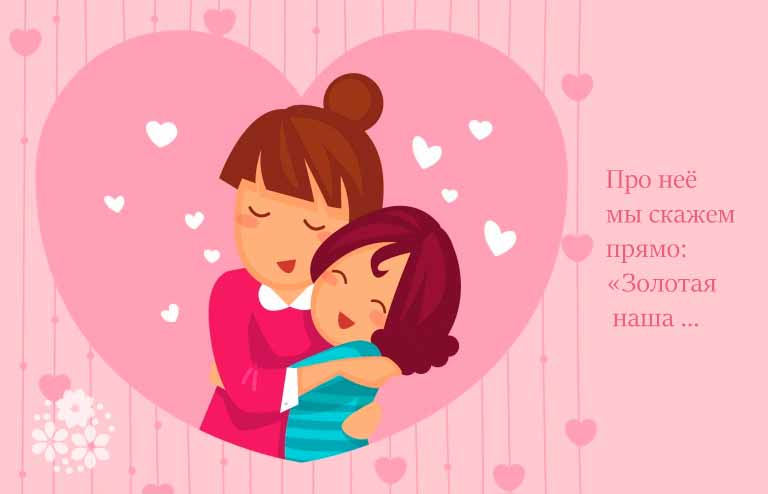 Про неё
мы скажем
прямо:
«Золотая
наша ...